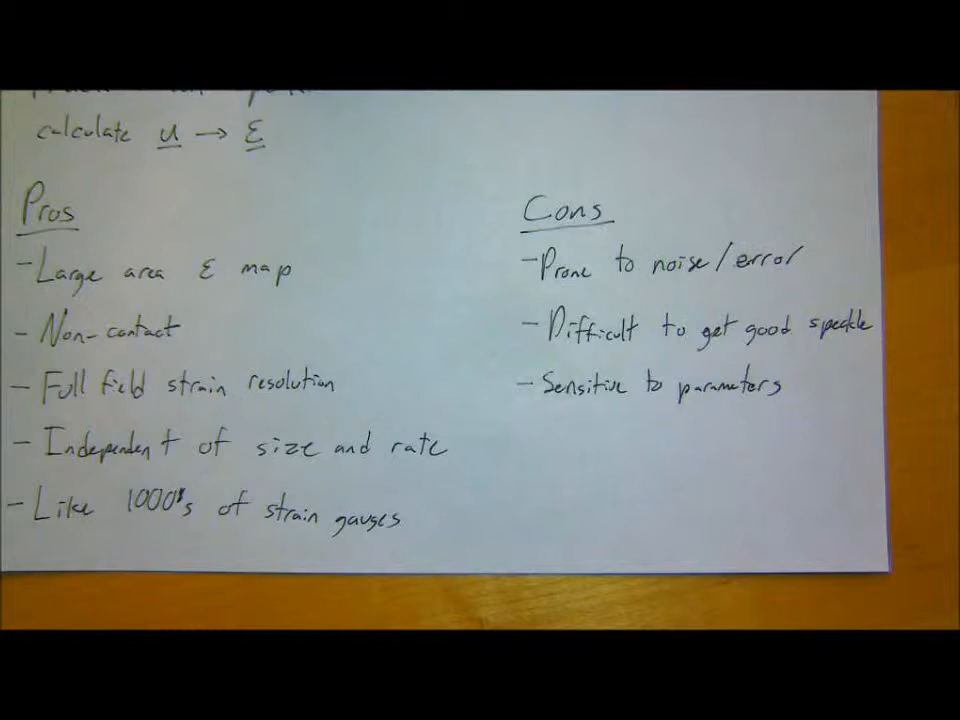 calculate u → ε
Pros
- Large area ε map
- Non-contact
- Full field strain resolution
- Independent of size and rate
- Like 1000's of strain gauges
Cons
- Prone to noise/error
- Difficult to get good speckle
- Sensitive to parameters